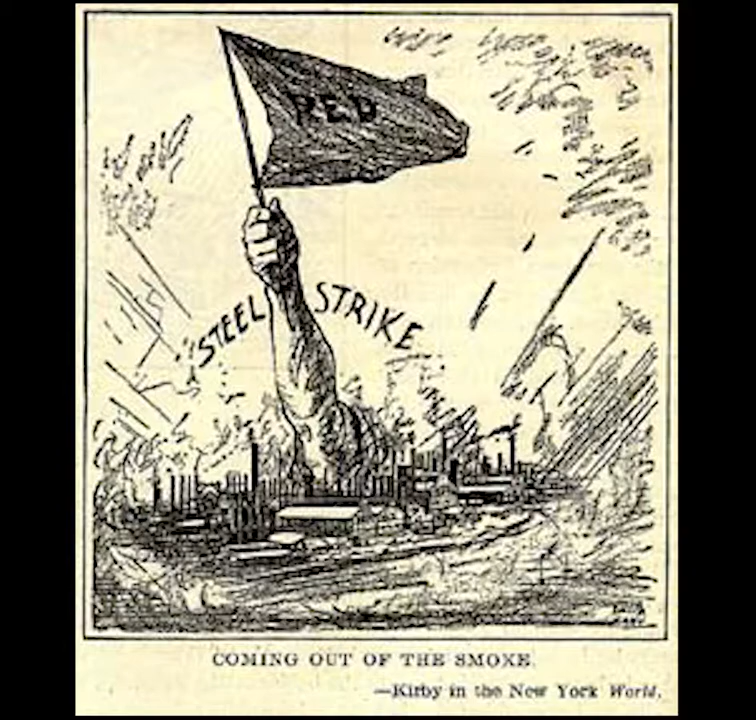 RED
STEEL STRIKE
COMING OUT OF THE SMOKE.
—Kirby in the New York World.